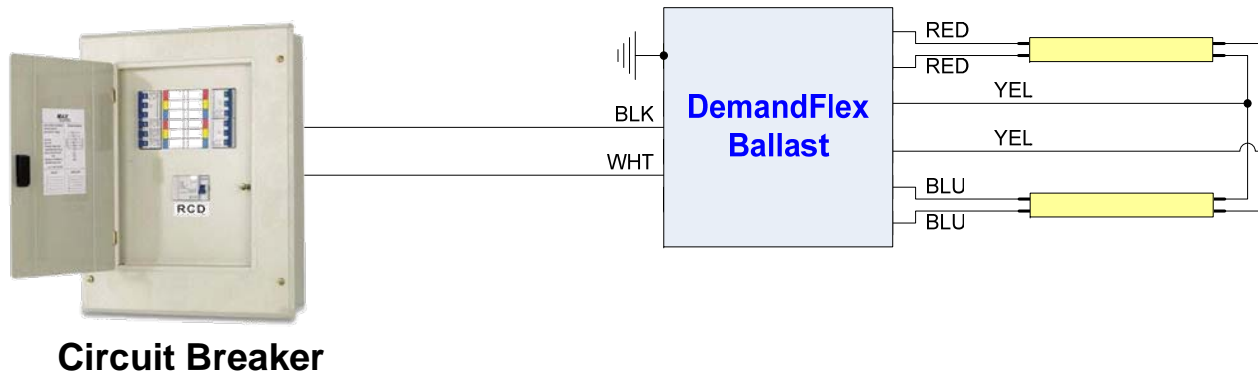 RED
RED
YEL
BLK
DemandFlex
Ballast
YEL
WHT
BLU
BLU
RCD
Circuit Breaker